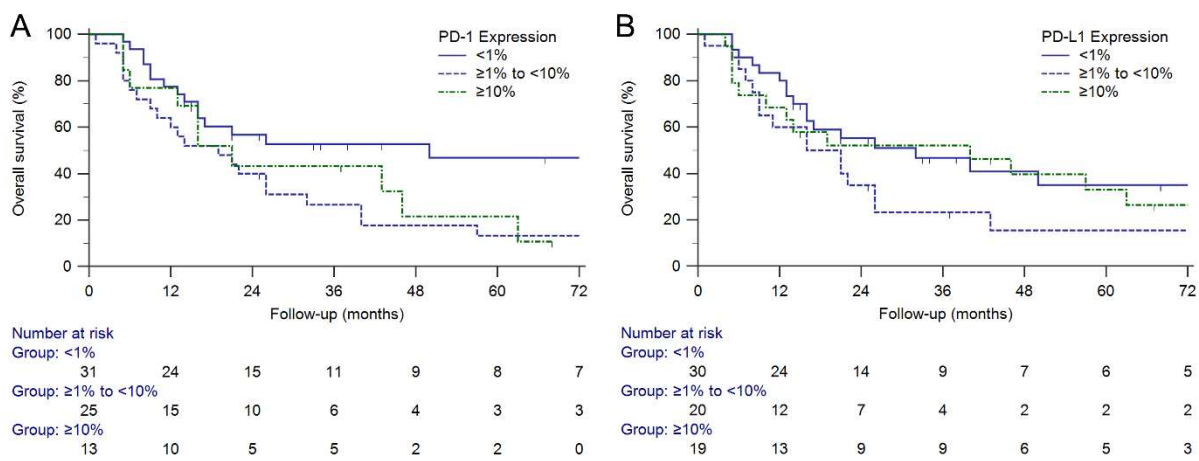 A
PD-1 Expression
<1%
≥1% to <10%
≥10%
Overall survival (%)
100
80
60
40
20
0
0 12 24 36 48 60 72
Follow-up (months)
Number at risk
Group: <1%
31 24 15 11 9 8 7
Group: ≥1% to <10%
25 15 10 6 4 3 3
Group: ≥10%
13 10 5 5 2 2 0
B
PD-L1 Expression
<1%
≥1% to <10%
≥10%
Overall survival (%)
100
80
60
40
20
0
0 12 24 36 48 60 72
Follow-up (months)
Number at risk
Group: <1%
30 24 14 9 7 6 5
Group: ≥1% to <10%
20 12 7 4 2 2 2
Group: ≥10%
19 13 9 9 6 5 3